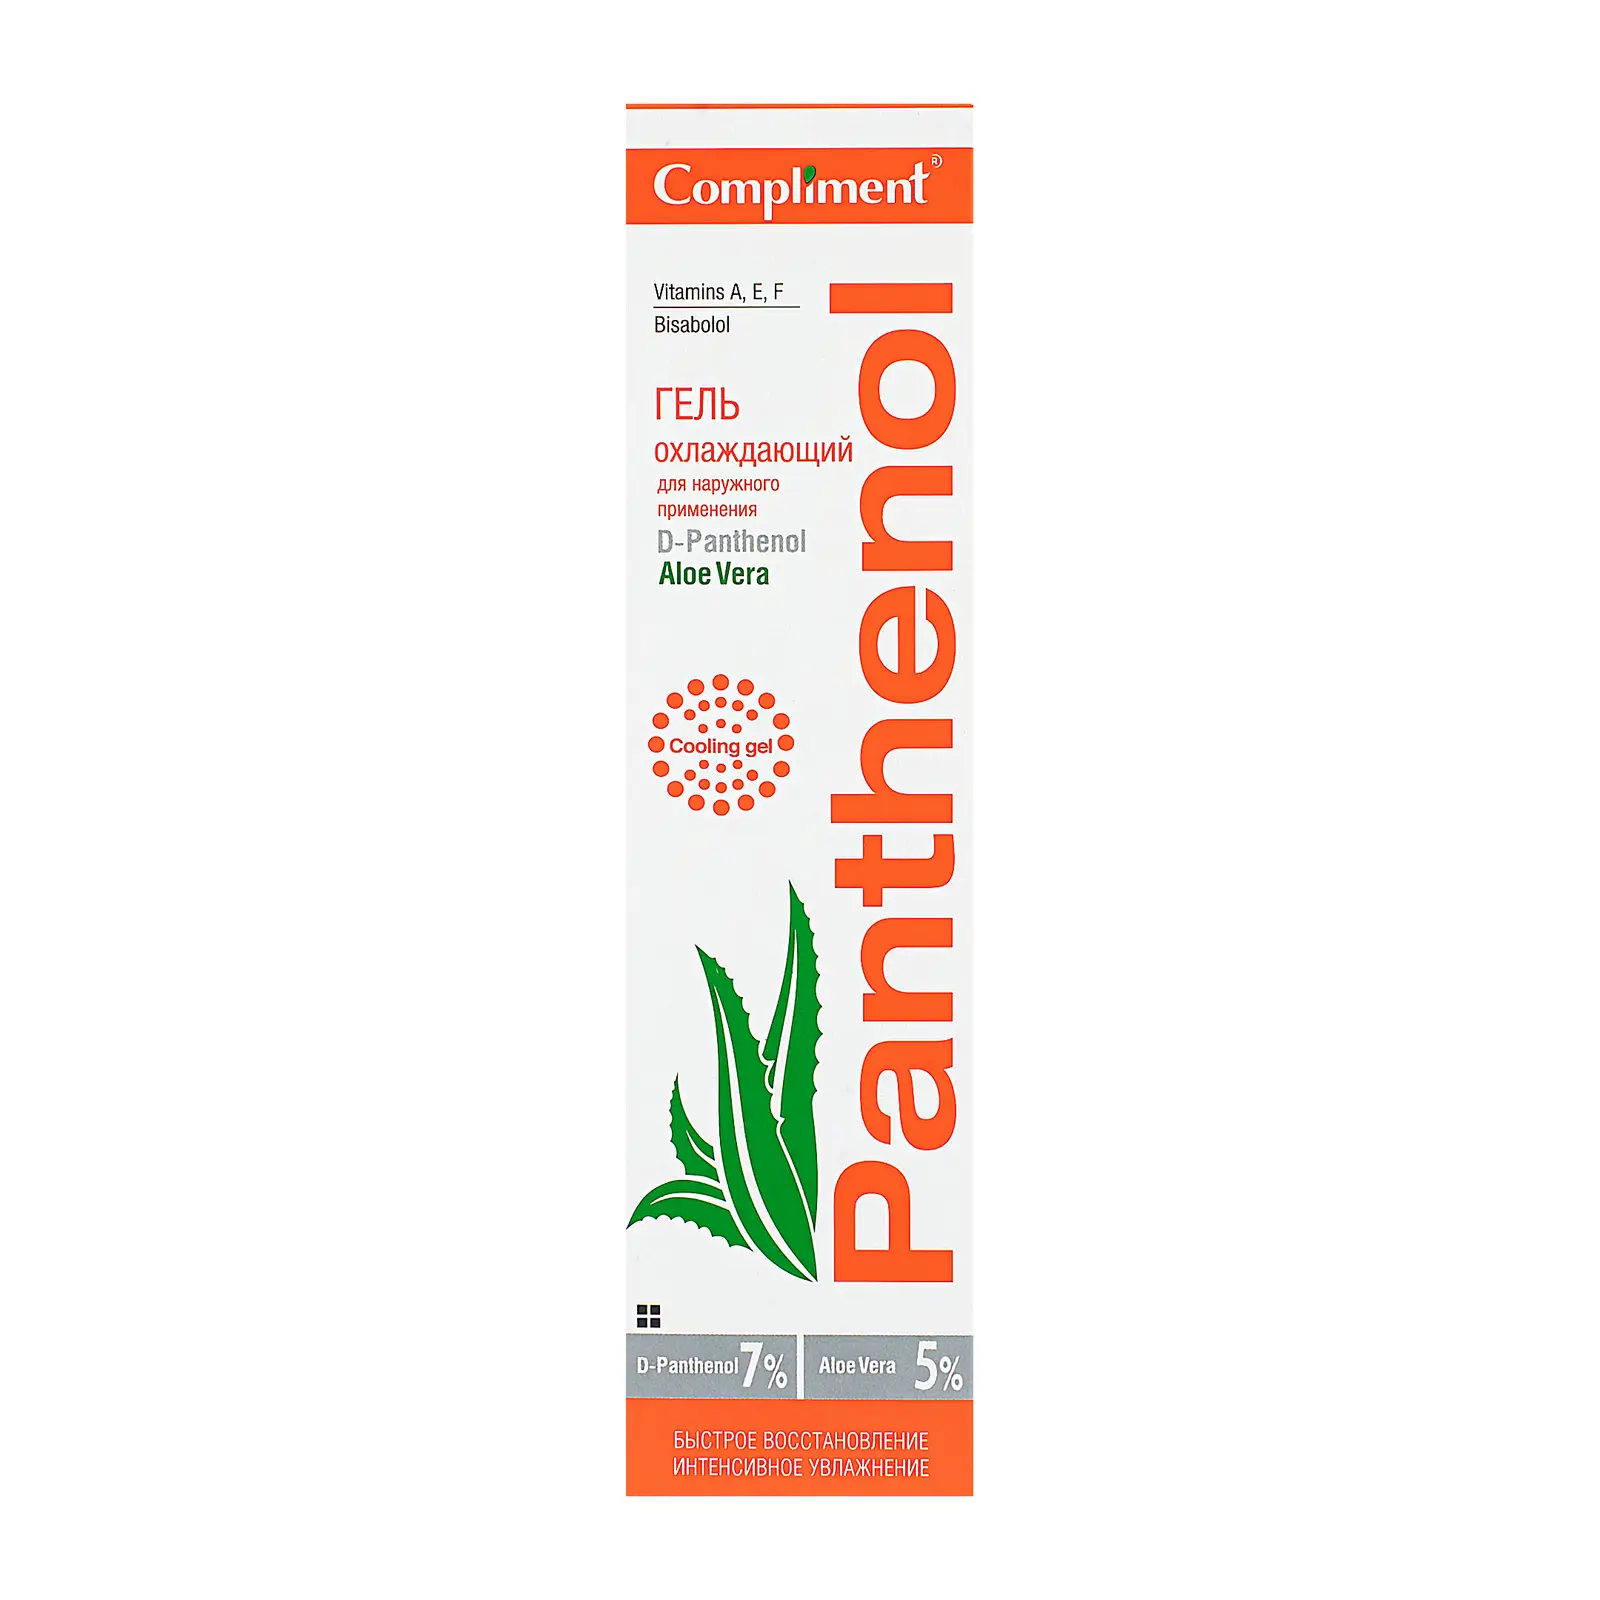 Compliment®
Vitamins A, E, F
Bisabolol
ГЕЛЬ
охлаждающий
для наружного
применения
D-Panthenol
Aloe Vera
Cooling gel
Panthenol
D-Panthenol 7%
Aloe Vera 5%
БЫСТРОЕ ВОССТАНОВЛЕНИЕ
ИНТЕНСИВНОЕ УВЛАЖНЕНИЕ